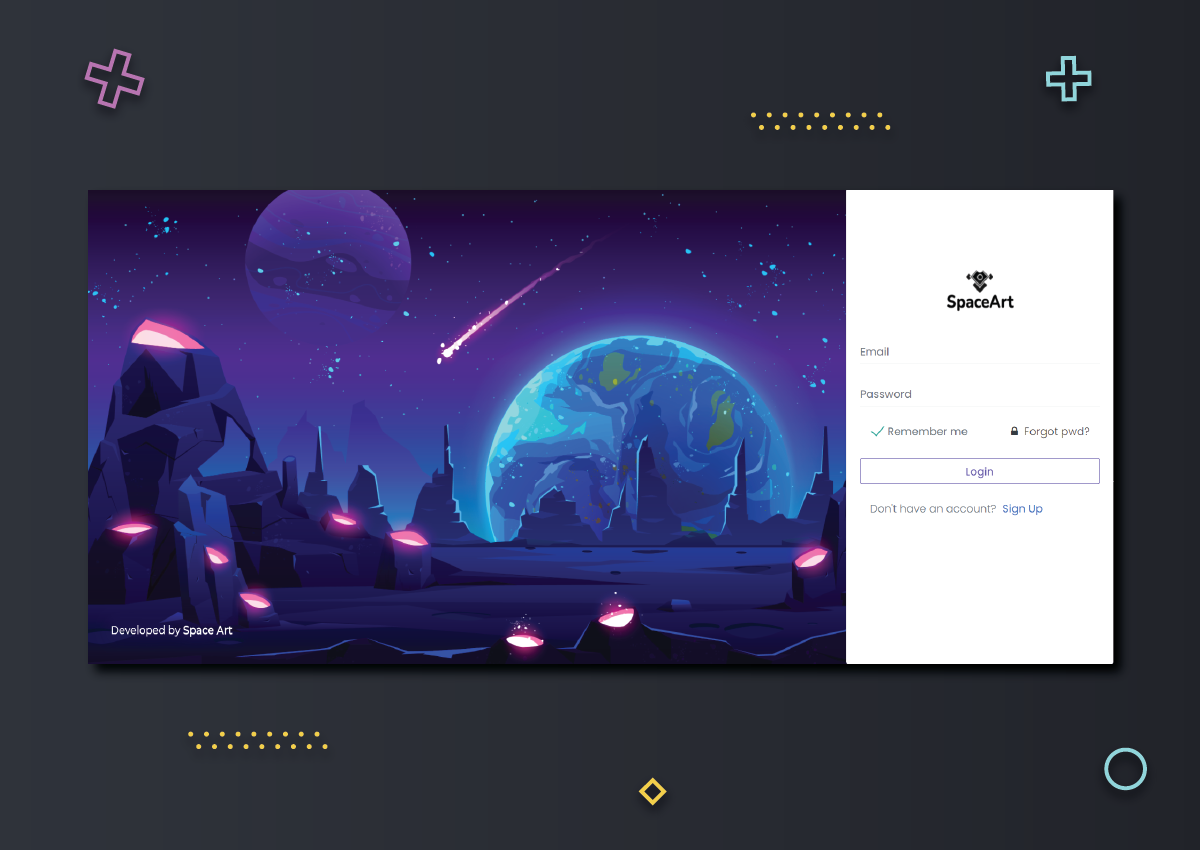 SpaceArt
Email
Password
Remember me
Forgot pwd?
Login
Don't have an account? Sign Up
Developed by Space Art